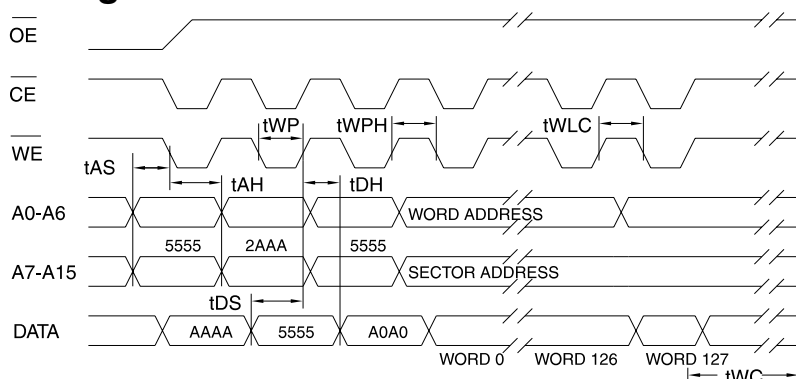 OE
CE
tWP tWPH tWLC
WE
tAS
tAH tDH
A0-A6 WORD ADDRESS
5555 2AAA 5555
A7-A15 SECTOR ADDRESS
tDS
DATA AAAA 5555 A0A0
WORD 0 WORD 126 WORD 127
tWC